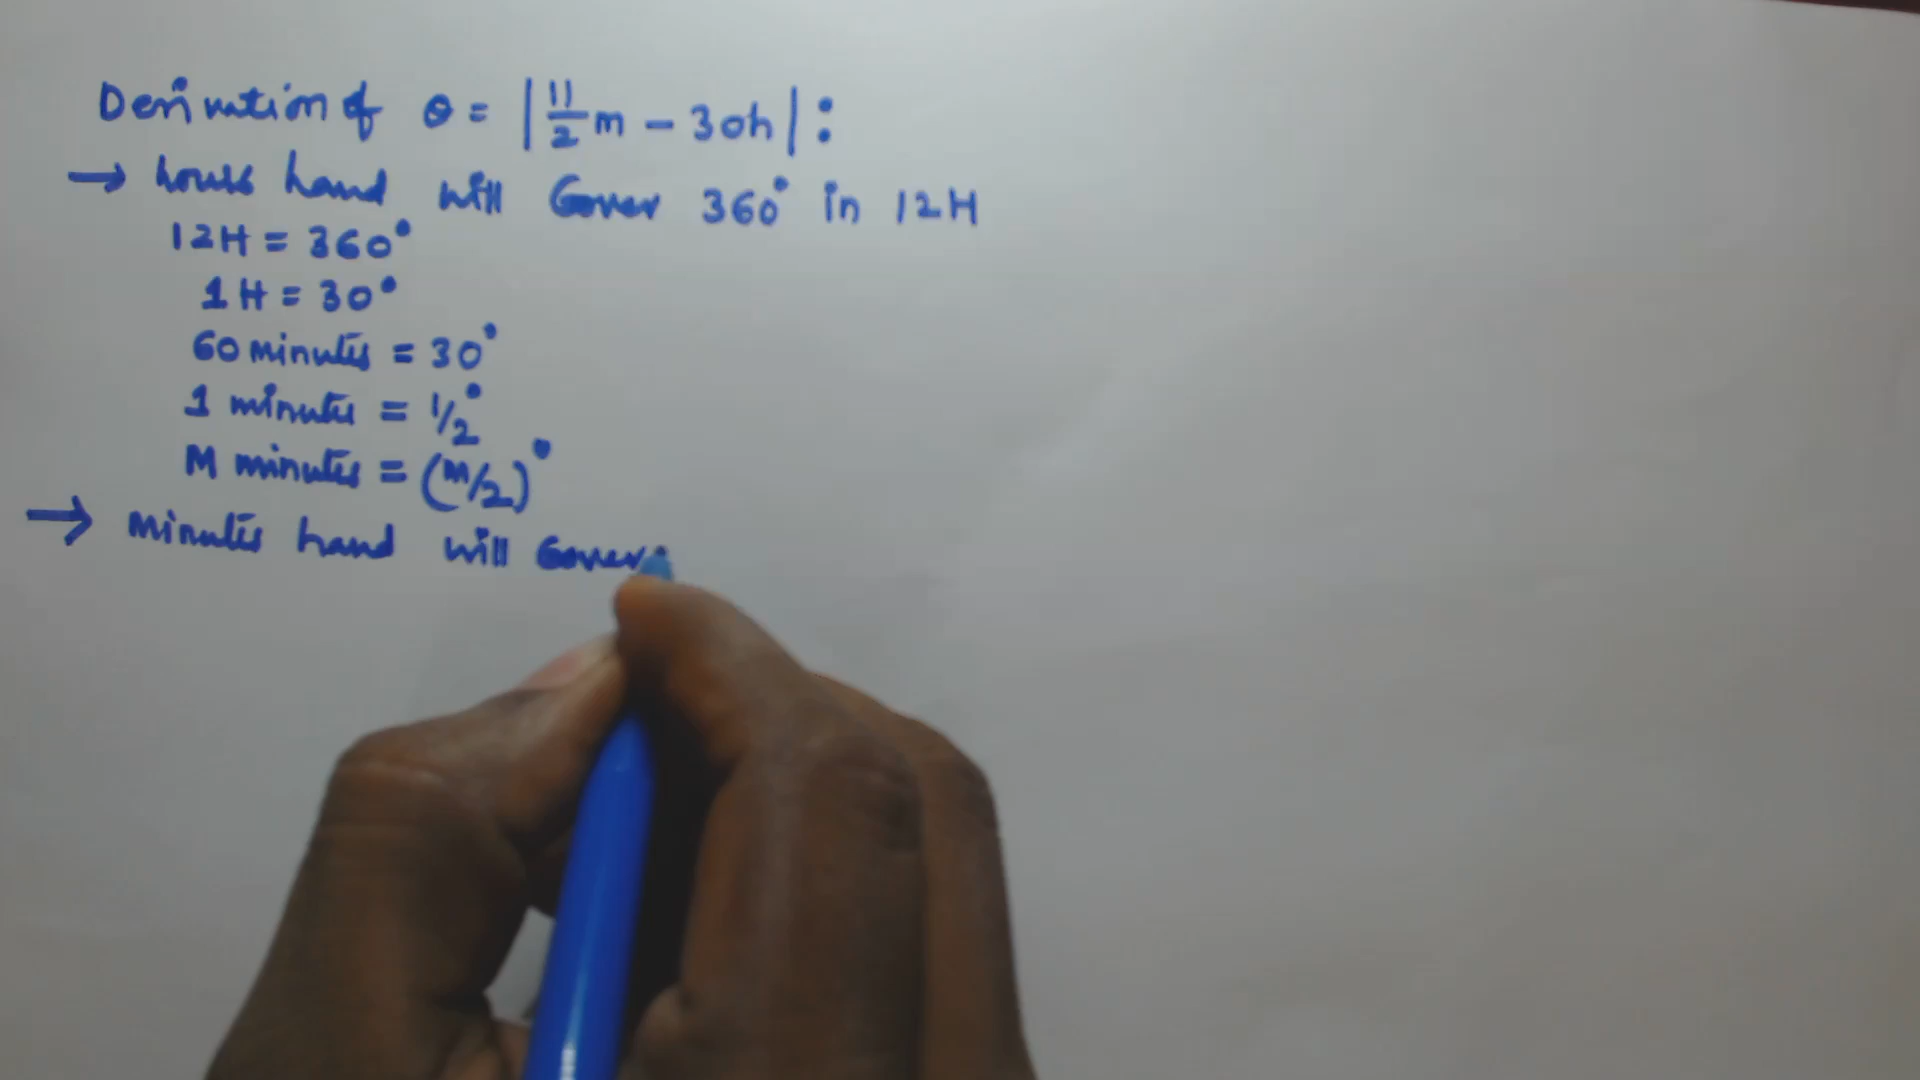 Derivation of θ = |11/2 m - 30h| :
→ hours hand will Cover 360° in 12H
12H = 360°
1H = 30°
60 minutes = 30°
1 minutes = 1/2°
M minutes = (M/2)°
→ Minutes hand will Cover